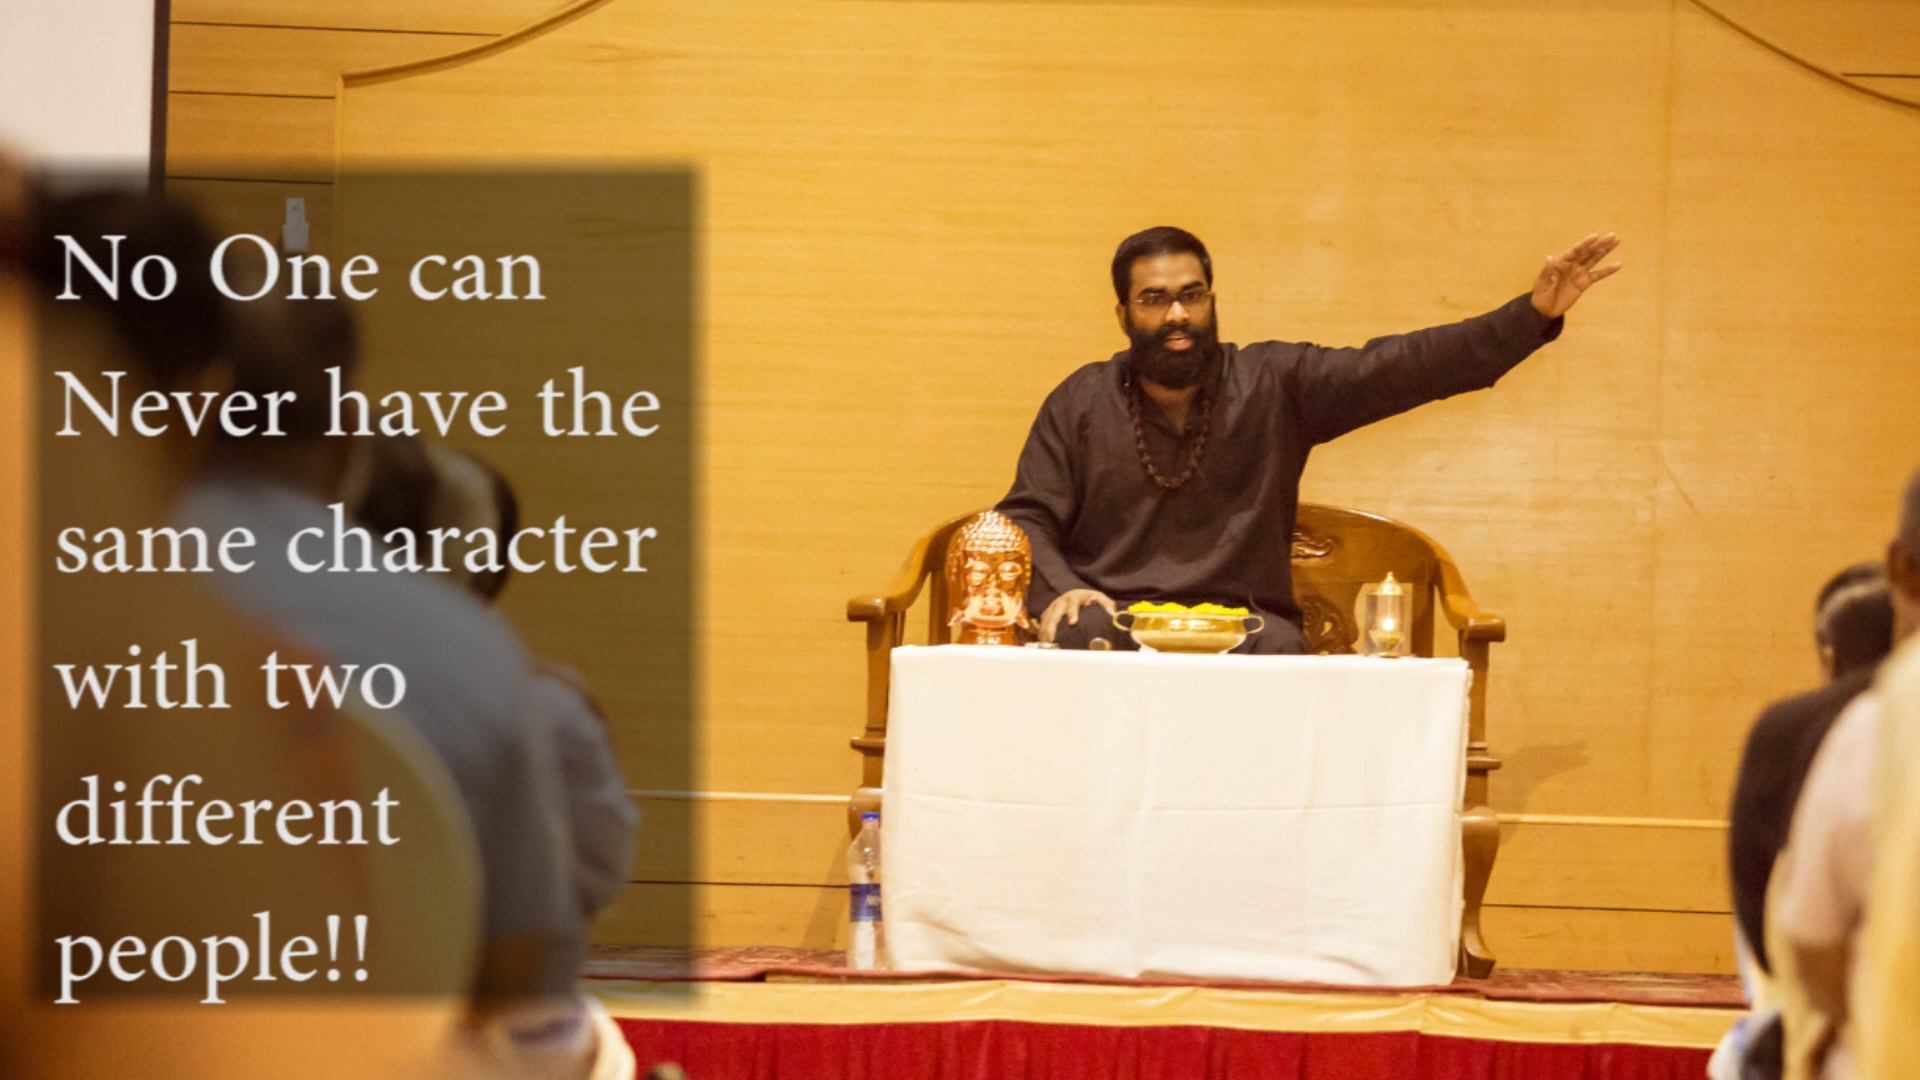 No One can
Never have the
same character
with two
different
people!!